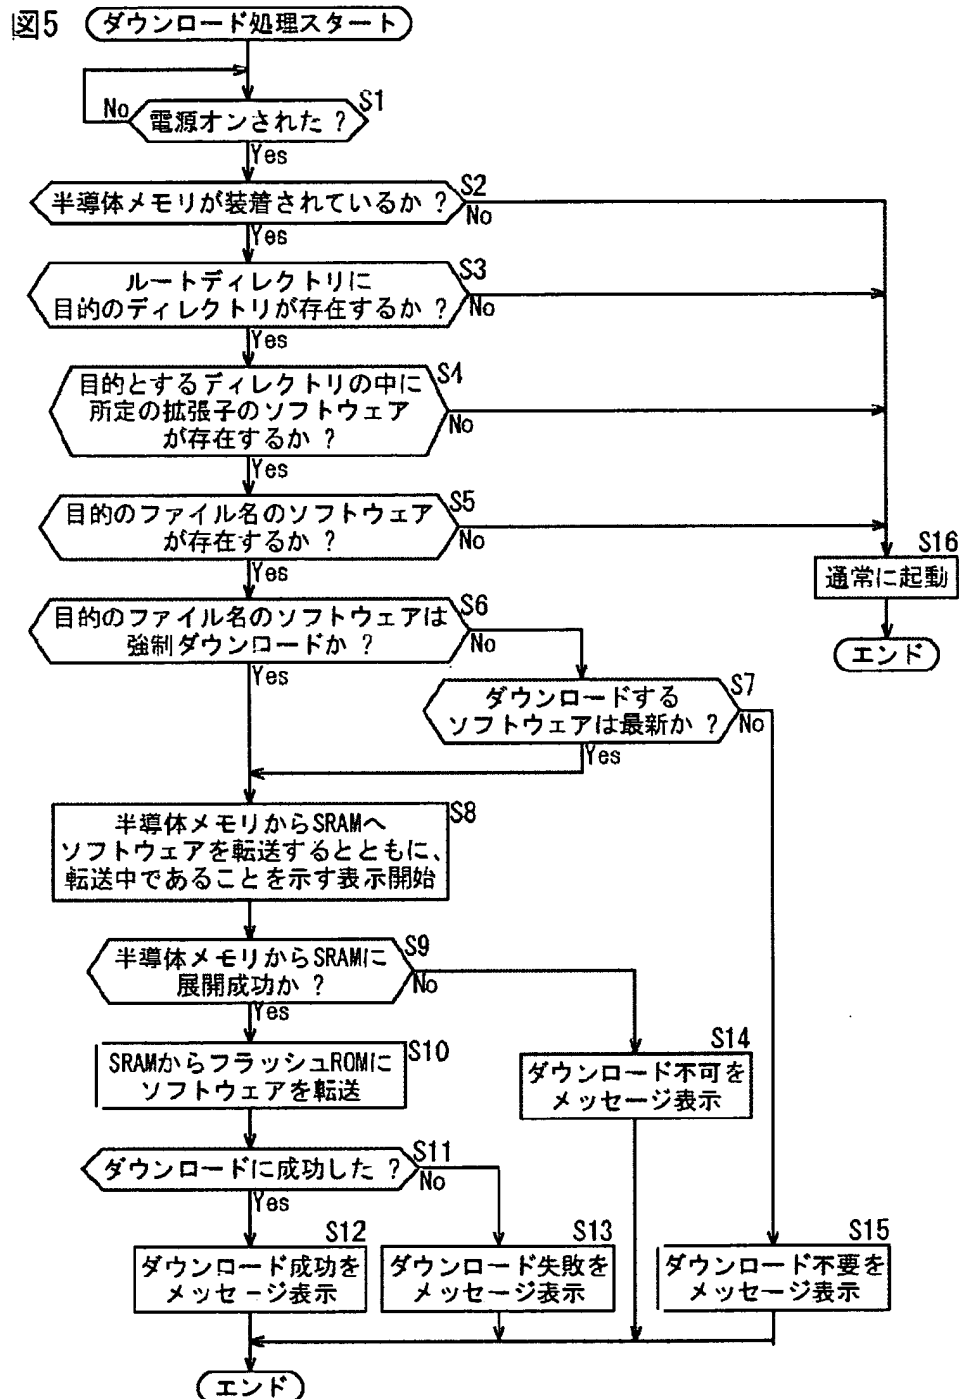 図5
ダウンロード処理スタート
S1
No
電源オンされた ?
Yes
S2
半導体メモリが装着されているか ?
No
Yes
S3
ルートディレクトリに
目的のディレクトリが存在するか ?
No
Yes
S4
目的とするディレクトリの中に
所定の拡張子のソフトウェア
が存在するか ?
No
Yes
S5
目的のファイル名のソフトウェア
が存在するか ?
No
Yes
S16
通常に起動
エンド
S6
目的のファイル名のソフトウェアは
強制ダウンロードか ?
No
Yes
S7
ダウンロードする
ソフトウェアは最新か ?
No
Yes
S8
半導体メモリからSRAMへ
ソフトウェアを転送するとともに、
転送中であることを示す表示開始
S9
半導体メモリからSRAMに
展開成功か ?
No
Yes
S10
SRAMからフラッシュROMに
ソフトウェアを転送
S14
ダウンロード不可を
メッセージ表示
S11
ダウンロードに成功した ?
No
Yes
S12
ダウンロード成功を
メッセージ表示
S13
ダウンロード失敗を
メッセージ表示
S15
ダウンロード不要を
メッセージ表示
エンド